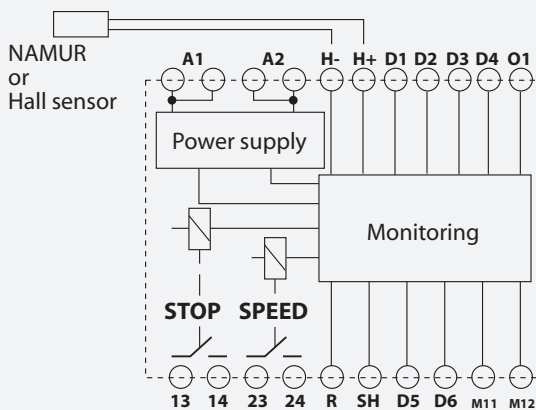 NAMUR
or
Hall sensor
A1 A2 H- H+ D1 D2 D3 D4 O1
Power supply
Monitoring
STOP SPEED
13 14 23 24 R SH D5 D6 M11 M12